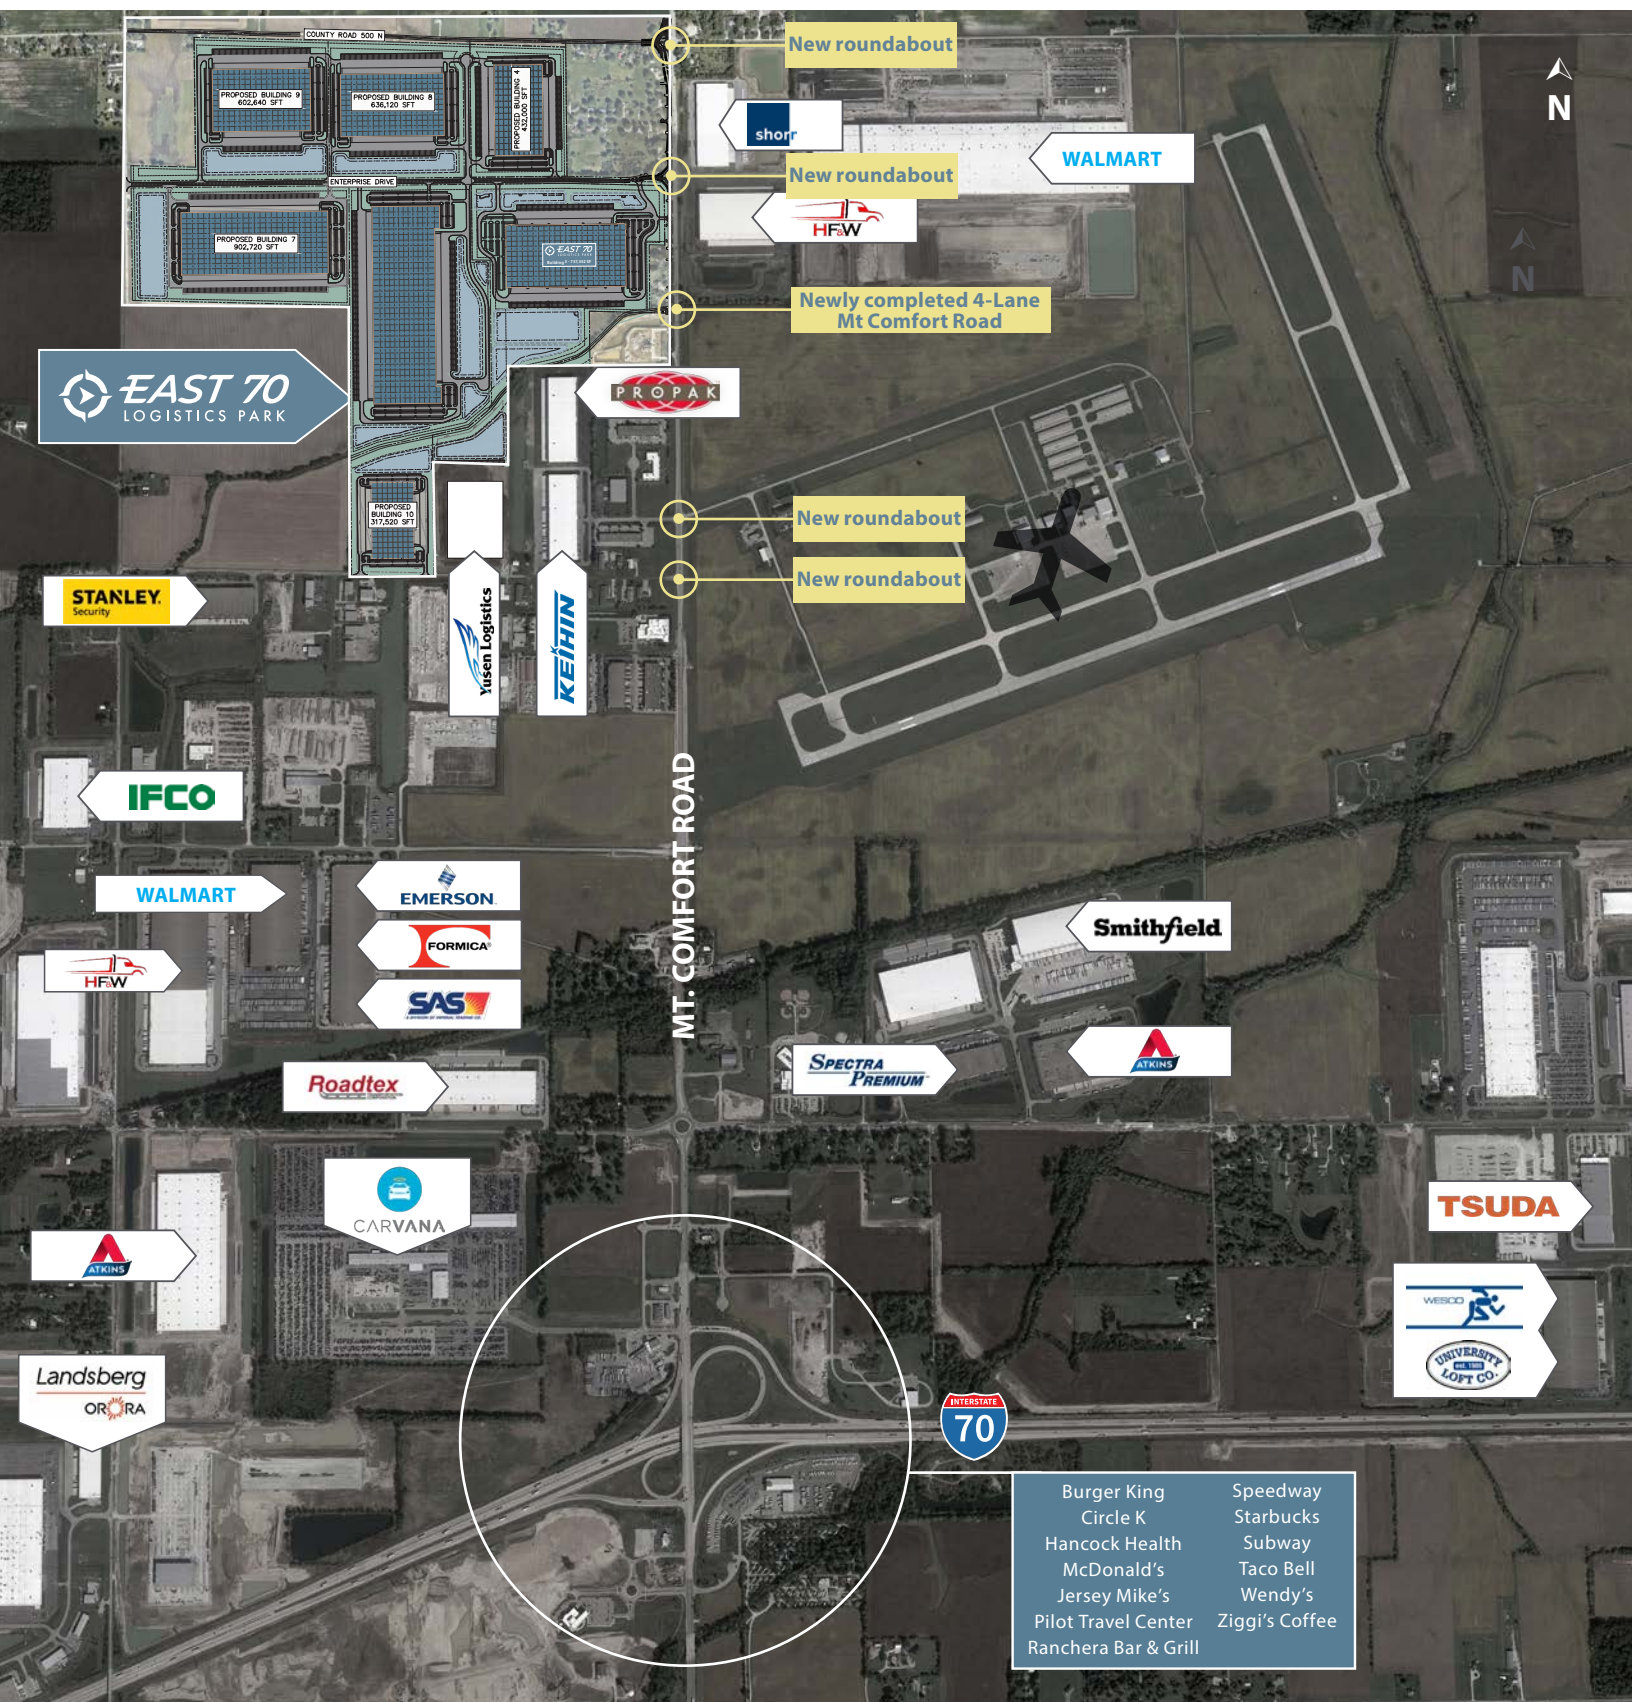 COUNTY ROAD 500 N
New roundabout
N
PROPOSED BUILDING 9
602,640 SFT
PROPOSED BUILDING 8
636,120 SFT
PROPOSED BUILDING 4
432,000 SFT
shorr
WALMART
New roundabout
ENTERPRISE DRIVE
HF&W
PROPOSED BUILDING 7
902,720 SFT
EAST 70
LOGISTICS PARK
N
Newly completed 4-Lane
Mt Comfort Road
EAST 70
LOGISTICS PARK
PROPAK
PROPOSED
BUILDING 10
317,520 SFT
New roundabout
New roundabout
STANLEY.
Security
Yusen Logistics
KEIHIN
MT. COMFORT ROAD
IFCO
WALMART
EMERSON
FORMICA®
SAS
HF&W
Smithfield
Roadtex
SPECTRA
PREMIUM
ATKINS
CARVANA
TSUDA
ATKINS
WESCO
UNIVERSITY
est. 1986
LOFT CO.
Landsberg
ORORA
INTERSTATE
70
Burger King
Circle K
Hancock Health
McDonald's
Jersey Mike's
Pilot Travel Center
Ranchera Bar & Grill
Speedway
Starbucks
Subway
Taco Bell
Wendy's
Ziggi's Coffee